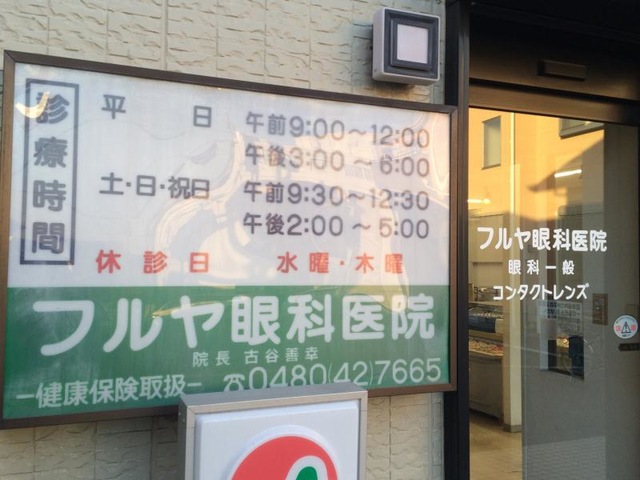 診療時間
平日 午前9:00～12:00
午後3:00～6:00
土・日・祝日 午前9:30～12:30
午後2:00～5:00
休診日 水曜・木曜
フルヤ眼科医院
院長 古谷善幸
―健康保険取扱― ☎0480(42)7665
フルヤ眼科医院
眼科一般
コンタクトレンズ